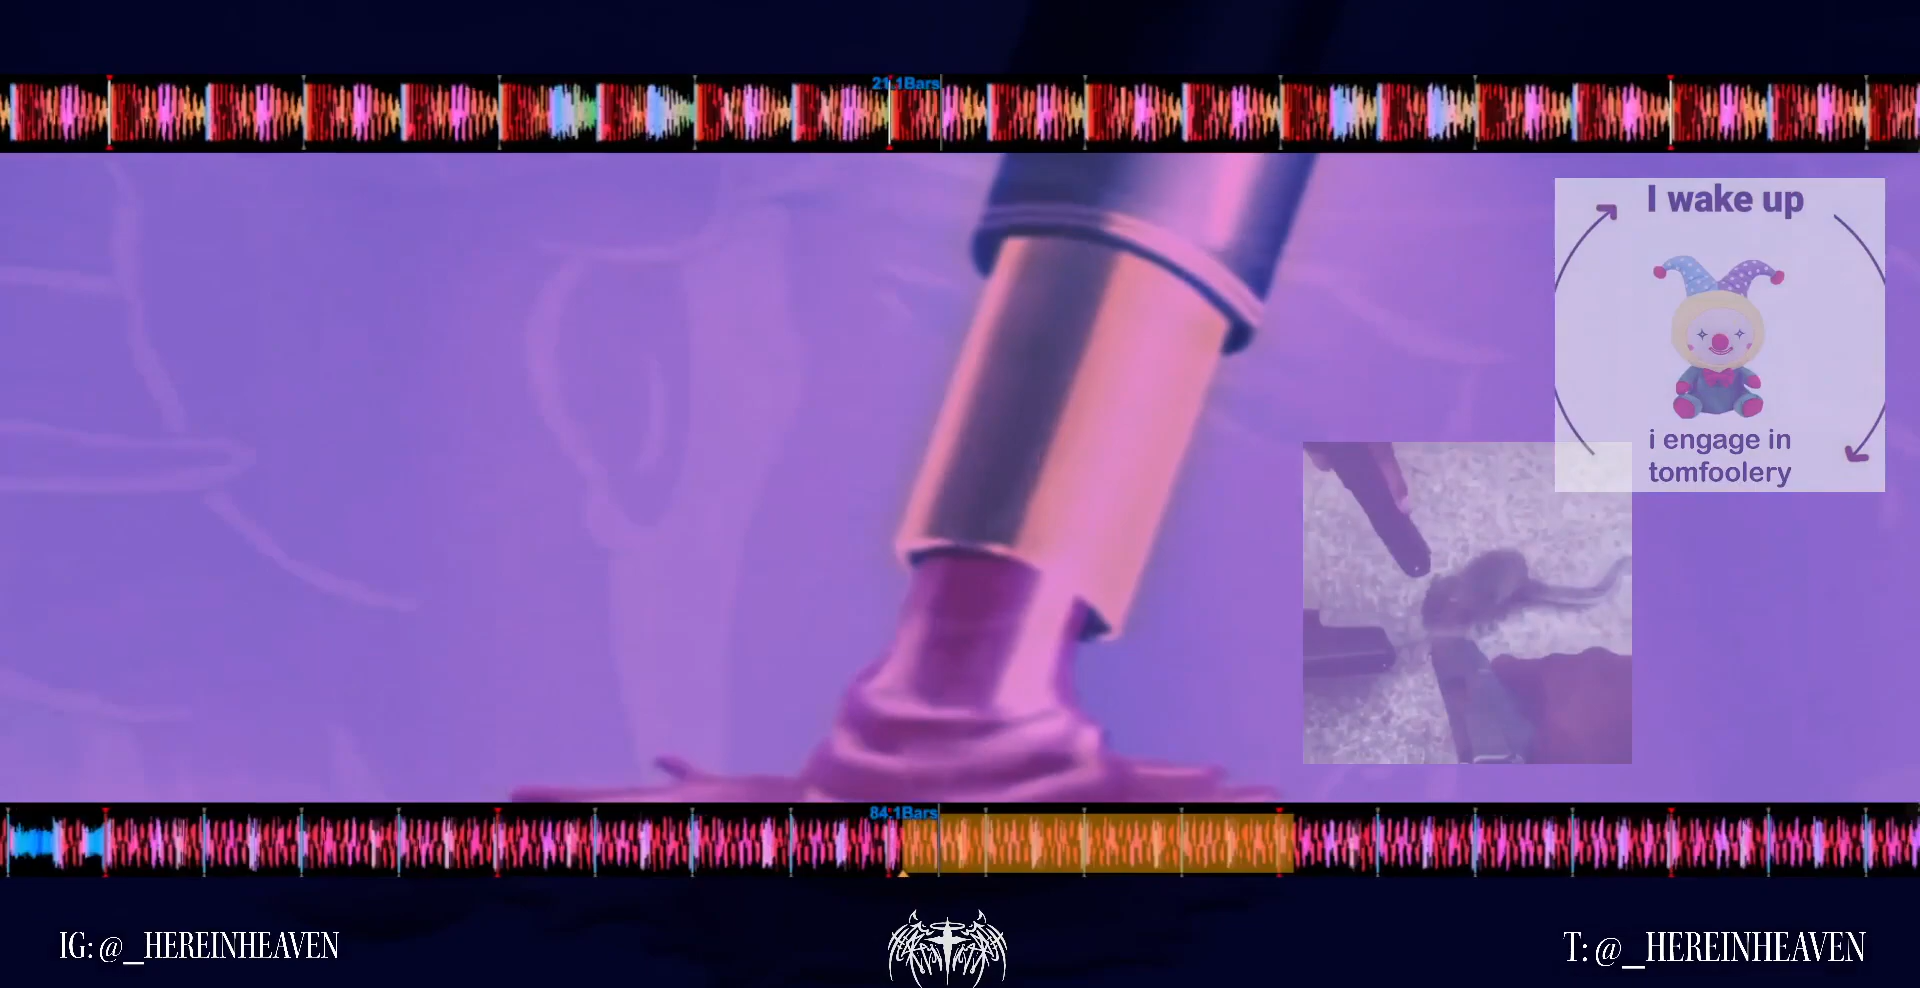 21.1Bars
I wake up
i engage in
tomfoolery
84.1Bars
IG: @_HEREINHEAVEN
T: @_HEREINHEAVEN